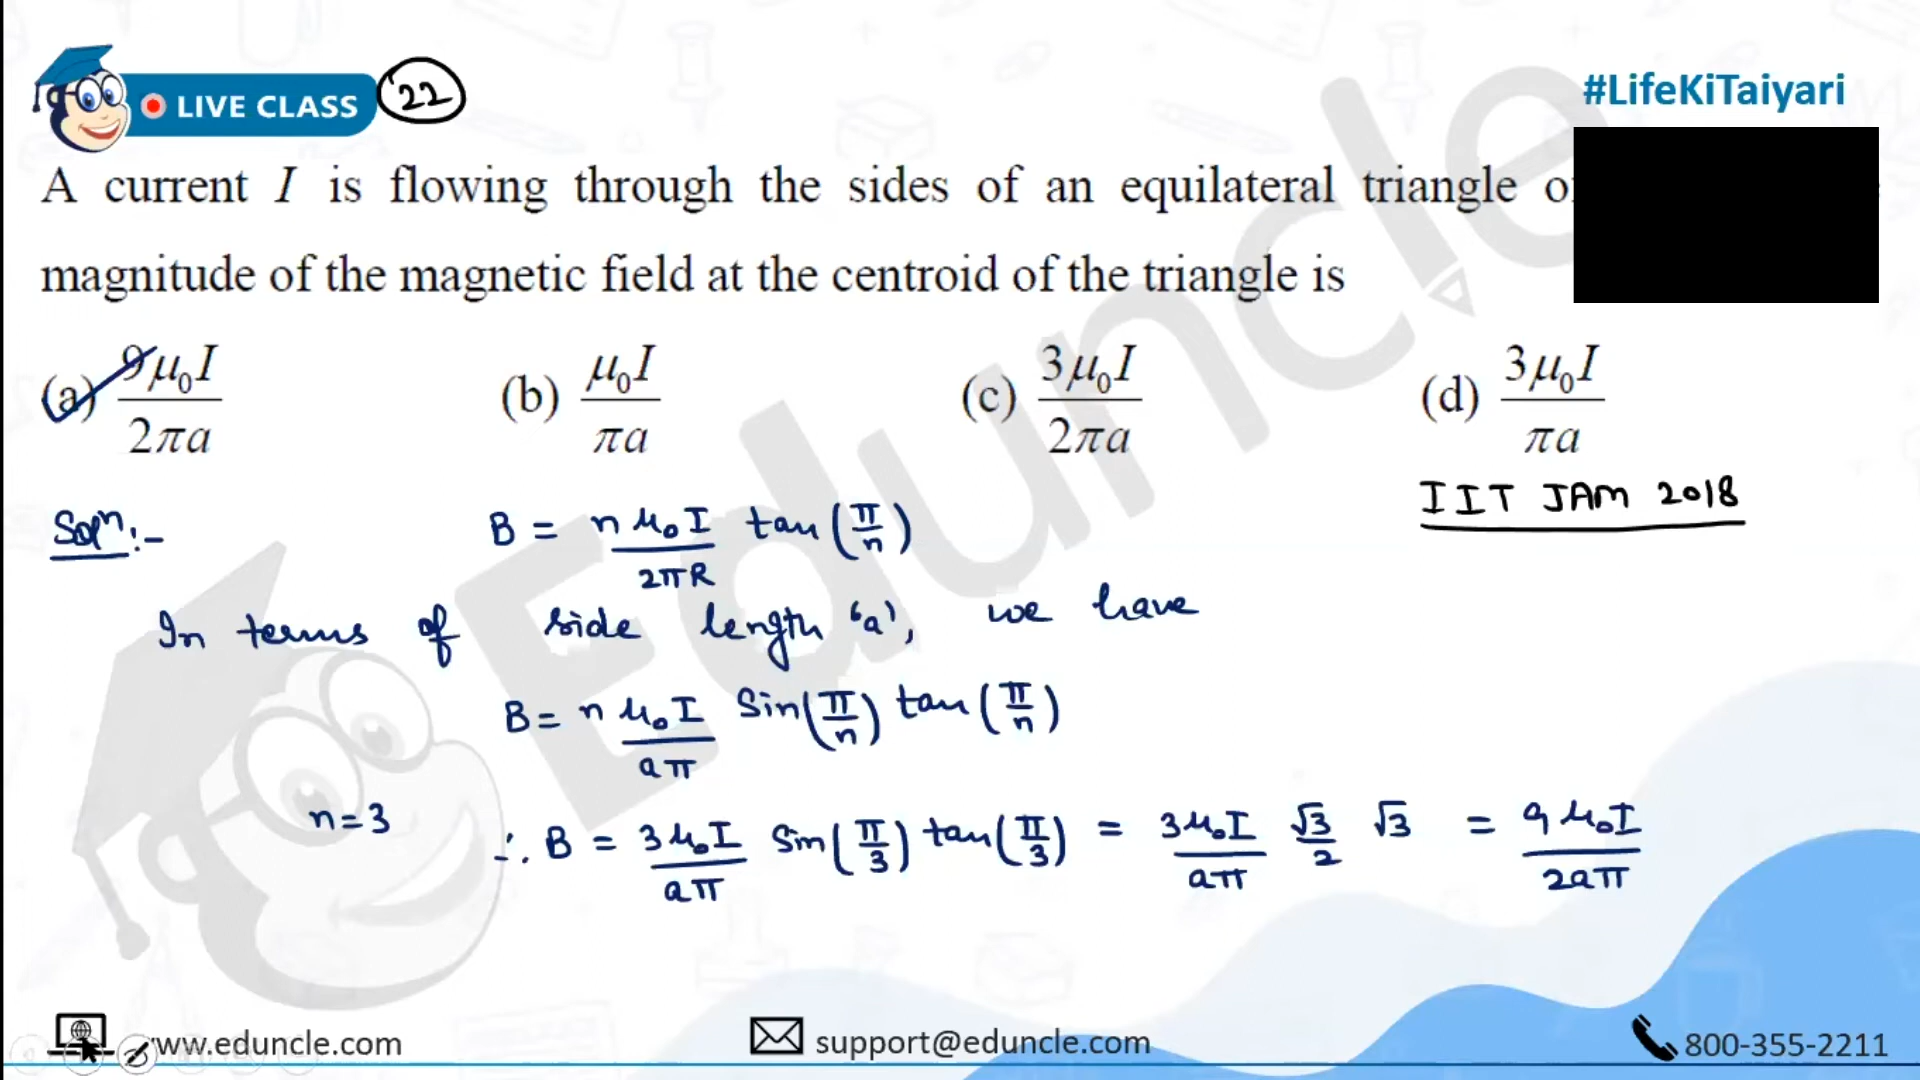 LIVE CLASS
22
#LifeKiTaiyari
A current I is flowing through the sides of an equilateral triangle
magnitude of the magnetic field at the centroid of the triangle is
(a) 9μ₀I/2πa (b) μ₀I/πa (c) 3μ₀I/2πa (d) 3μ₀I/πa
IIT JAM 2018
Solⁿ:-
B = nμ₀I/2πR tan(π/n)
In terms of side length 'a', we have
B = nμ₀I/aπ Sin(π/n) tan(π/n)
n=3
∴ B = 3μ₀I/aπ Sin(π/3) tan(π/3) = 3μ₀I/aπ √3/2 √3 = 9μ₀I/2aπ
Eduncle
www.eduncle.com
support@eduncle.com
800-355-2211